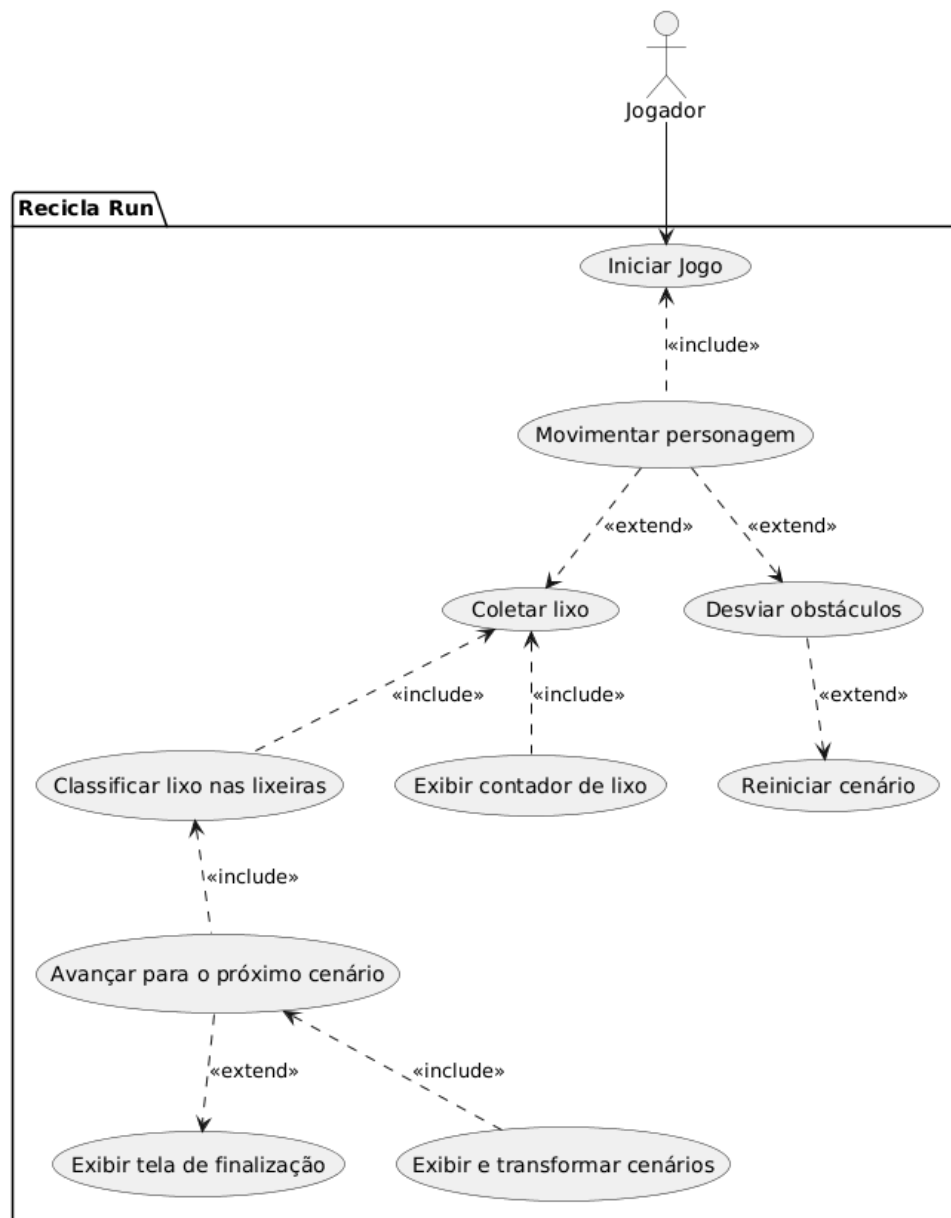 Jogador
Recicla Run
Iniciar Jogo
«include»
Movimentar personagem
«extend»
«extend»
Coletar lixo
Desviar obstáculos
«include»
«include»
«extend»
Classificar lixo nas lixeiras
Exibir contador de lixo
Reiniciar cenário
«include»
Avançar para o próximo cenário
«extend»
«include»
Exibir tela de finalização
Exibir e transformar cenários